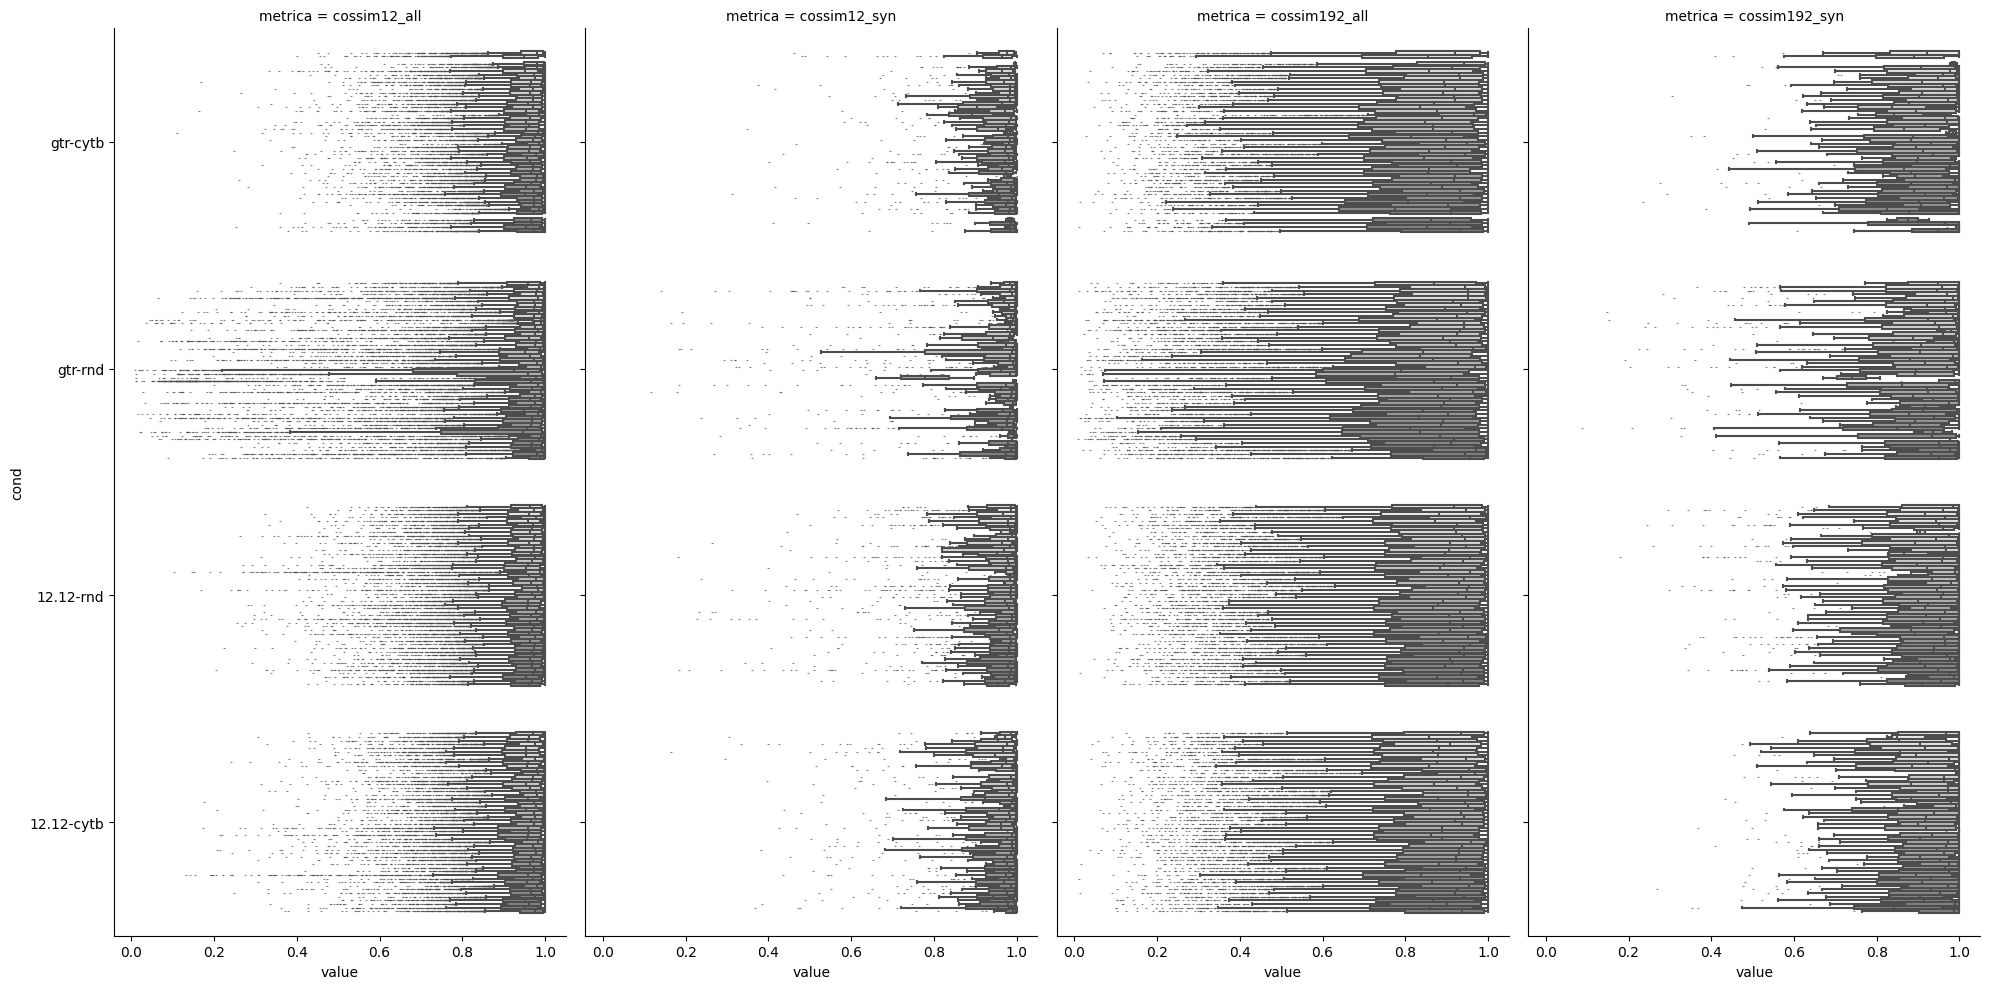 metrica = cossim12_all
metrica = cossim12_syn
metrica = cossim192_all
metrica = cossim192_syn
cond
gtr-cytb
gtr-rnd
12.12-rnd
12.12-cytb
0.0 0.2 0.4 0.6 0.8 1.0
0.0 0.2 0.4 0.6 0.8 1.0
0.0 0.2 0.4 0.6 0.8 1.0
0.0 0.2 0.4 0.6 0.8 1.0
value
value
value
value